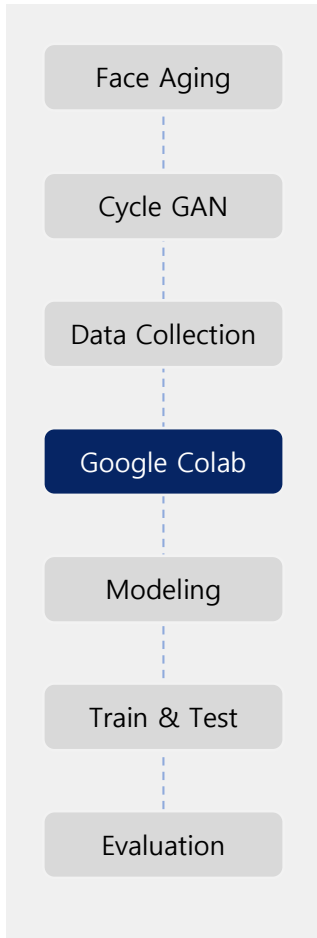 Face Aging
Cycle GAN
Data Collection
Google Colab
Modeling
Train & Test
Evaluation